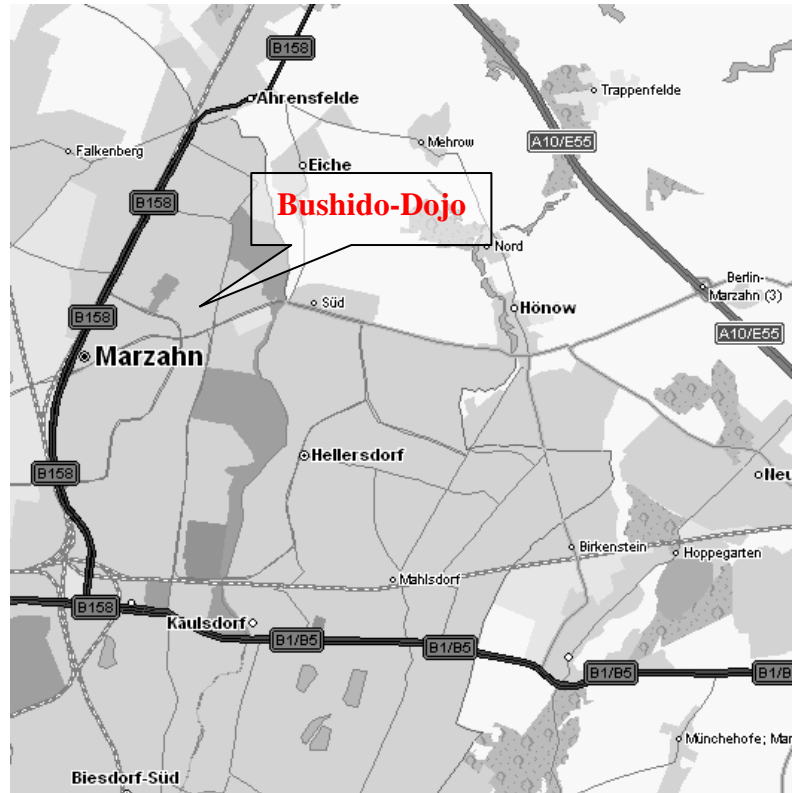 B158
Ahrensfelde
Trappenfelde
Falkenberg
Mehrow
A10/E55
Eiche
B158
Bushido-Dojo
Nord
Berlin-
Marzahn (3)
Süd
Hönow
B158
A10/E55
Marzahn
Hellersdorf
B158
Neu
Birkenstein
Hoppegarten
Mahlsdorf
B158
Kaulsdorf
B1/B5
B1/B5
B1/B5
B1/B
Münchehofe; Mar
Biesdorf-Süd